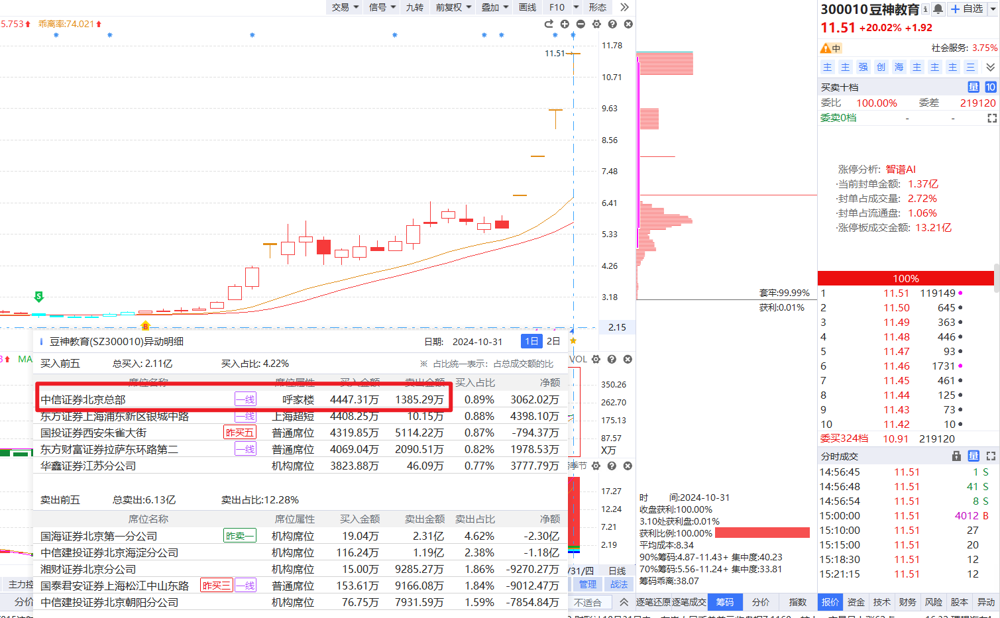 交易 信号 九转 前复权 叠加 画线 F10 形态
5.753 乖离率:74.021
300010 豆神教育 自选
11.51 +20.02% +1.92
中 社会服务: 3.75%
主 主 强 创 海 主 主 主 三
买卖十档 量 10
委比 100.00% 委差 219120
委卖0档 - -
涨停分析: 智谱AI
·当前封单金额: 1.37亿
·封单占成交量: 2.72%
·封单占流通盘: 1.06%
·涨停板成交金额: 13.21亿
100%
1 11.51 119149
2 11.50 645
3 11.49 363
4 11.48 446
5 11.47 93
6 11.46 1731
7 11.45 461
8 11.44 125
9 11.43 73
10 11.42 10
委买324档 10.91 219120
分时成交 量
14:56:45 11.51 1 S
14:56:48 11.51 41 S
14:56:54 11.51 8 S
15:00:00 11.51 4012 B
15:10:00 11.51 27
15:15:00 11.51 20
15:18:30 11.51 12
15:21:15 11.51 12
报价 资金 技术 财务 风险 股本 异动
11.51
11.78
10.71
9.63
8.56
7.48
6.41
5.33
4.26
3.18
2.15
S
B
套牢:99.99%
获利:0.01%
豆神教育(SZ300010)异动明细 日期: 2024-10-31 1日 2日
买入前五 总买入: 2.11亿 买入占比: 4.22% ※ 占比统一表示：占总成交额的比
席位名称 席位属性 买入金额 卖出金额 买入占比 净额
中信证券北京总部 一线 呼家楼 4447.31万 1385.29万 0.89% 3062.02万
东方证券上海浦东新区银城中路 一线 上海超短 4408.25万 10.15万 0.88% 4398.10万
国投证券西安朱雀大街 昨买五 普通席位 4319.85万 5114.22万 0.87% -794.37万
东方财富证券拉萨东环路第二 一线 普通席位 4069.04万 2090.51万 0.82% 1978.53万
华鑫证券江苏分公司 机构席位 3823.88万 46.09万 0.77% 3777.79万
卖出前五 总卖出:6.13亿 卖出占比:12.28%
席位名称 席位属性 买入金额 卖出金额 卖出占比 净额
国海证券北京第一分公司 昨卖一 机构席位 19.04万 2.31亿 4.62% -2.30亿
中信建投证券北京海淀分公司 机构席位 116.24万 1.19亿 2.38% -1.18亿
湘财证券北京分公司 机构席位 15.00万 9285.27万 1.86% -9270.27万
国泰君安证券上海松江中山东路 昨买三 一线 普通席位 153.61万 9166.08万 1.84% -9012.47万
中信建投证券北京朝阳分公司 机构席位 76.75万 7931.59万 1.59% -7854.84万
MA
VOL
350.26
262.70
175.13
87.57
X万
季节
17.27
12.24
7.21
2.19
/31/四 日线
管理 战法
主力控
分价
不适合
时 间:2024-10-31
收盘获利:100.00%
3.10处获利盘:0.01%
获利比例:100.00%
平均成本:8.34
90%筹码:4.87-11.43+ 集中度:40.23
70%筹码:5.56-11.24+ 集中度:33.81
筹码乖离:38.07
逐笔还原 逐笔成交 筹码 分价 指数